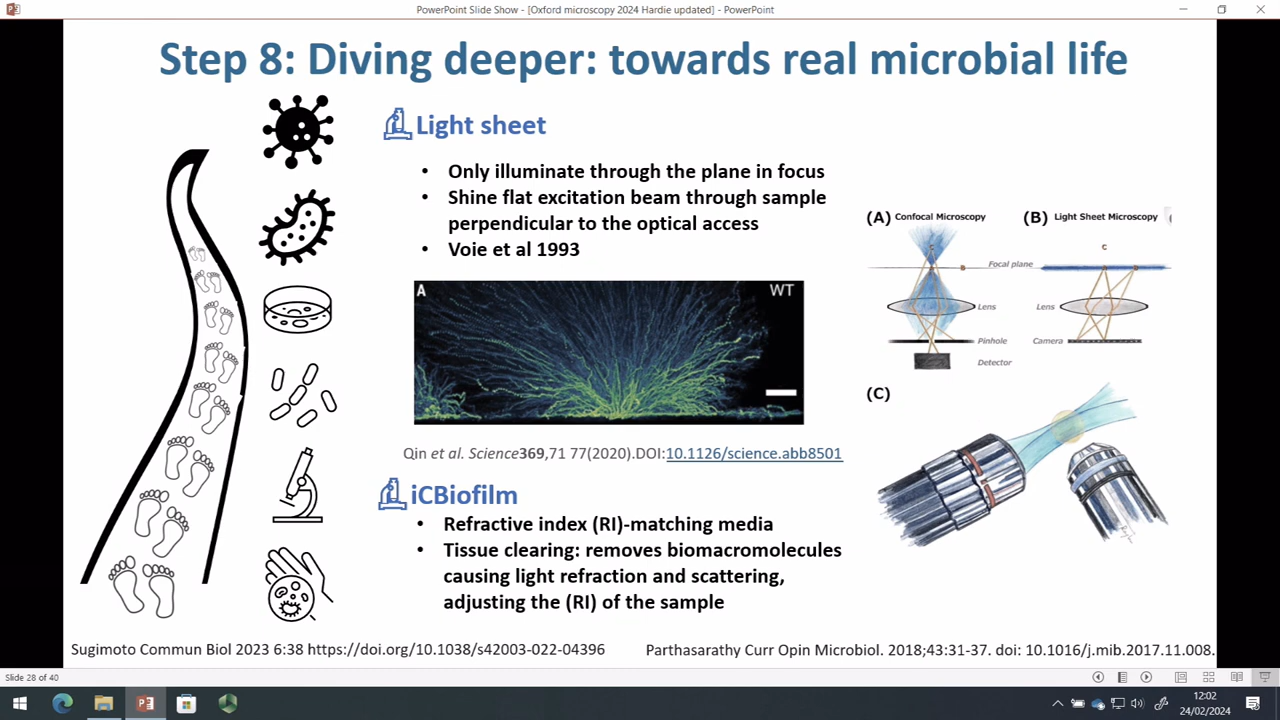 PowerPoint Slide Show - [Oxford microscopy 2024 Hardie updated] - PowerPoint
Step 8: Diving deeper: towards real microbial life
Light sheet
• Only illuminate through the plane in focus
• Shine flat excitation beam through sample
perpendicular to the optical access
• Voie et al 1993
A
WT
Qin et al. Science369,71 77(2020).DOI:10.1126/science.abb8501
iCBiofilm
• Refractive index (RI)-matching media
• Tissue clearing: removes biomacromolecules
causing light refraction and scattering,
adjusting the (RI) of the sample
(A) Confocal Microscopy
(B) Light Sheet Microscopy
c
c
Focal plane
Lens
Lens
Pinhole
Camera
Detector
(C)
Sugimoto Commun Biol 2023 6:38 https://doi.org/10.1038/s42003-022-04396
Parthasarathy Curr Opin Microbiol. 2018;43:31-37. doi: 10.1016/j.mib.2017.11.008.
Slide 28 of 40
12:02
24/02/2024